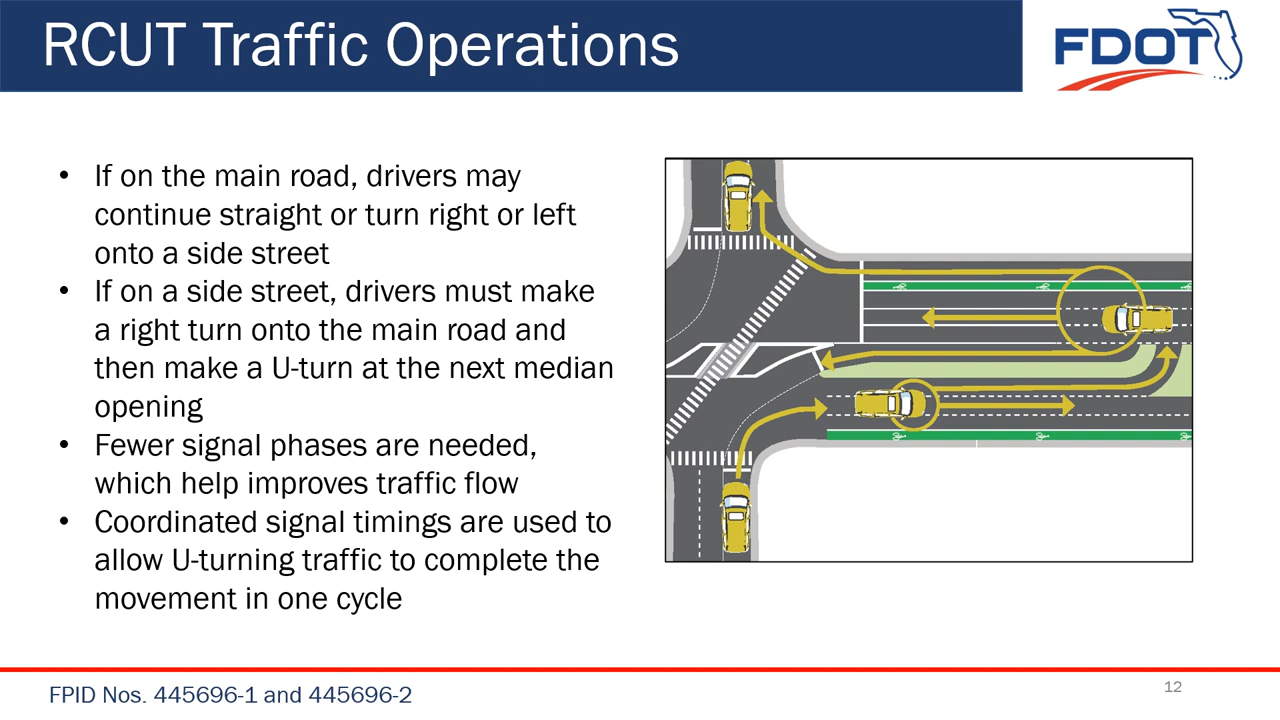 RCUT Traffic Operations
FDOT
• If on the main road, drivers may
continue straight or turn right or left
onto a side street
• If on a side street, drivers must make
a right turn onto the main road and
then make a U-turn at the next median
opening
• Fewer signal phases are needed,
which help improves traffic flow
• Coordinated signal timings are used to
allow U-turning traffic to complete the
movement in one cycle
FPID Nos. 445696-1 and 445696-2
12